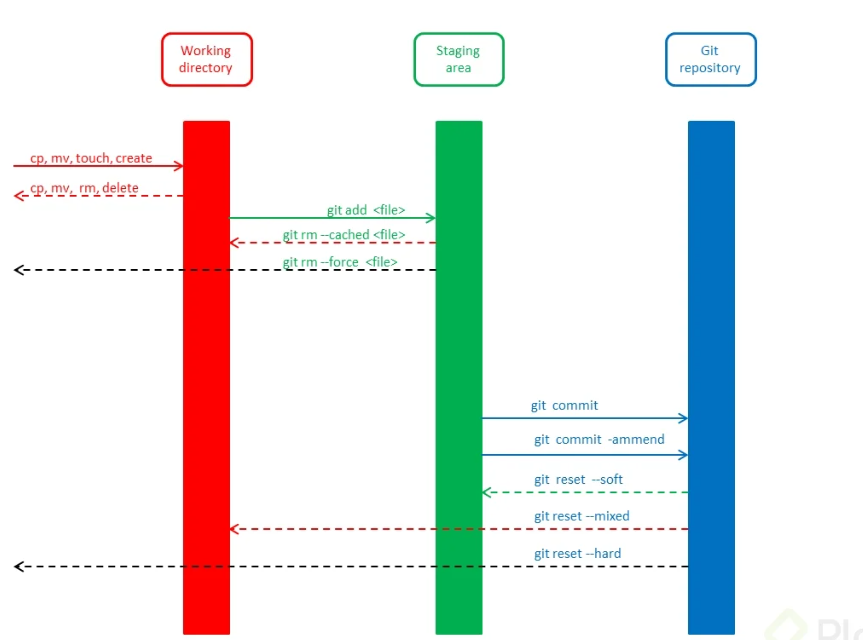 Working
directory
Staging
area
Git
repository
cp, mv, touch, create
cp, mv, rm, delete
git add <file>
git rm --cached <file>
git rm --force <file>
git commit
git commit -ammend
git reset --soft
git reset --mixed
git reset --hard